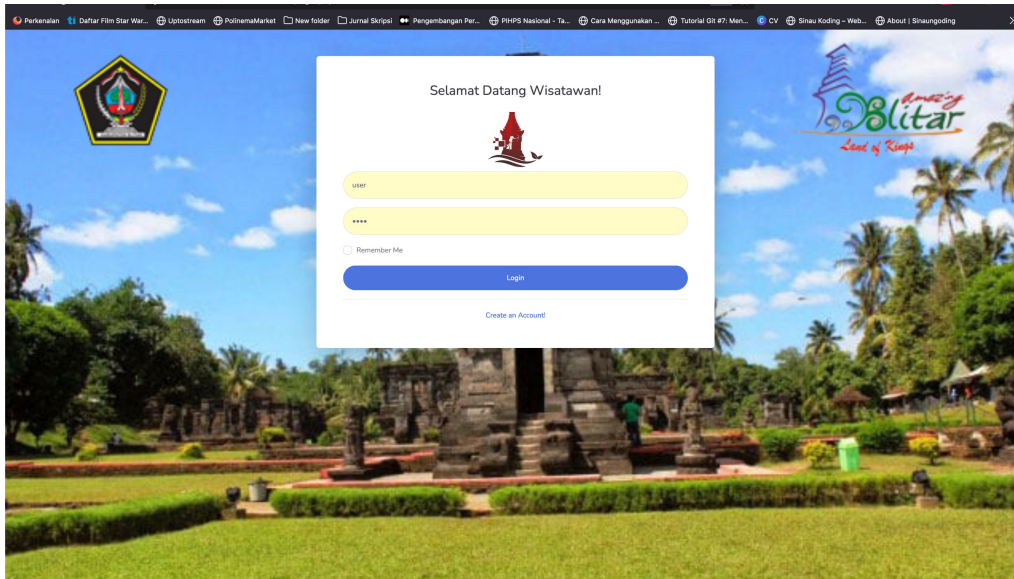 Perkenalan
Daftar Film Star War...
Uptostream
PolinemaMarket
New folder
Jurnal Skripsi
Pengembangan Per...
PIHPS Nasional - Ta...
Cara Menggunakan ...
Tutorial Git #7: Men...
CV
Sinau Koding – Web...
About | Sinaungoding
Selamat Datang Wisatawan!
amazing
Blitar
Land of Kings
user
••••
Remember Me
Login
Create an Account!